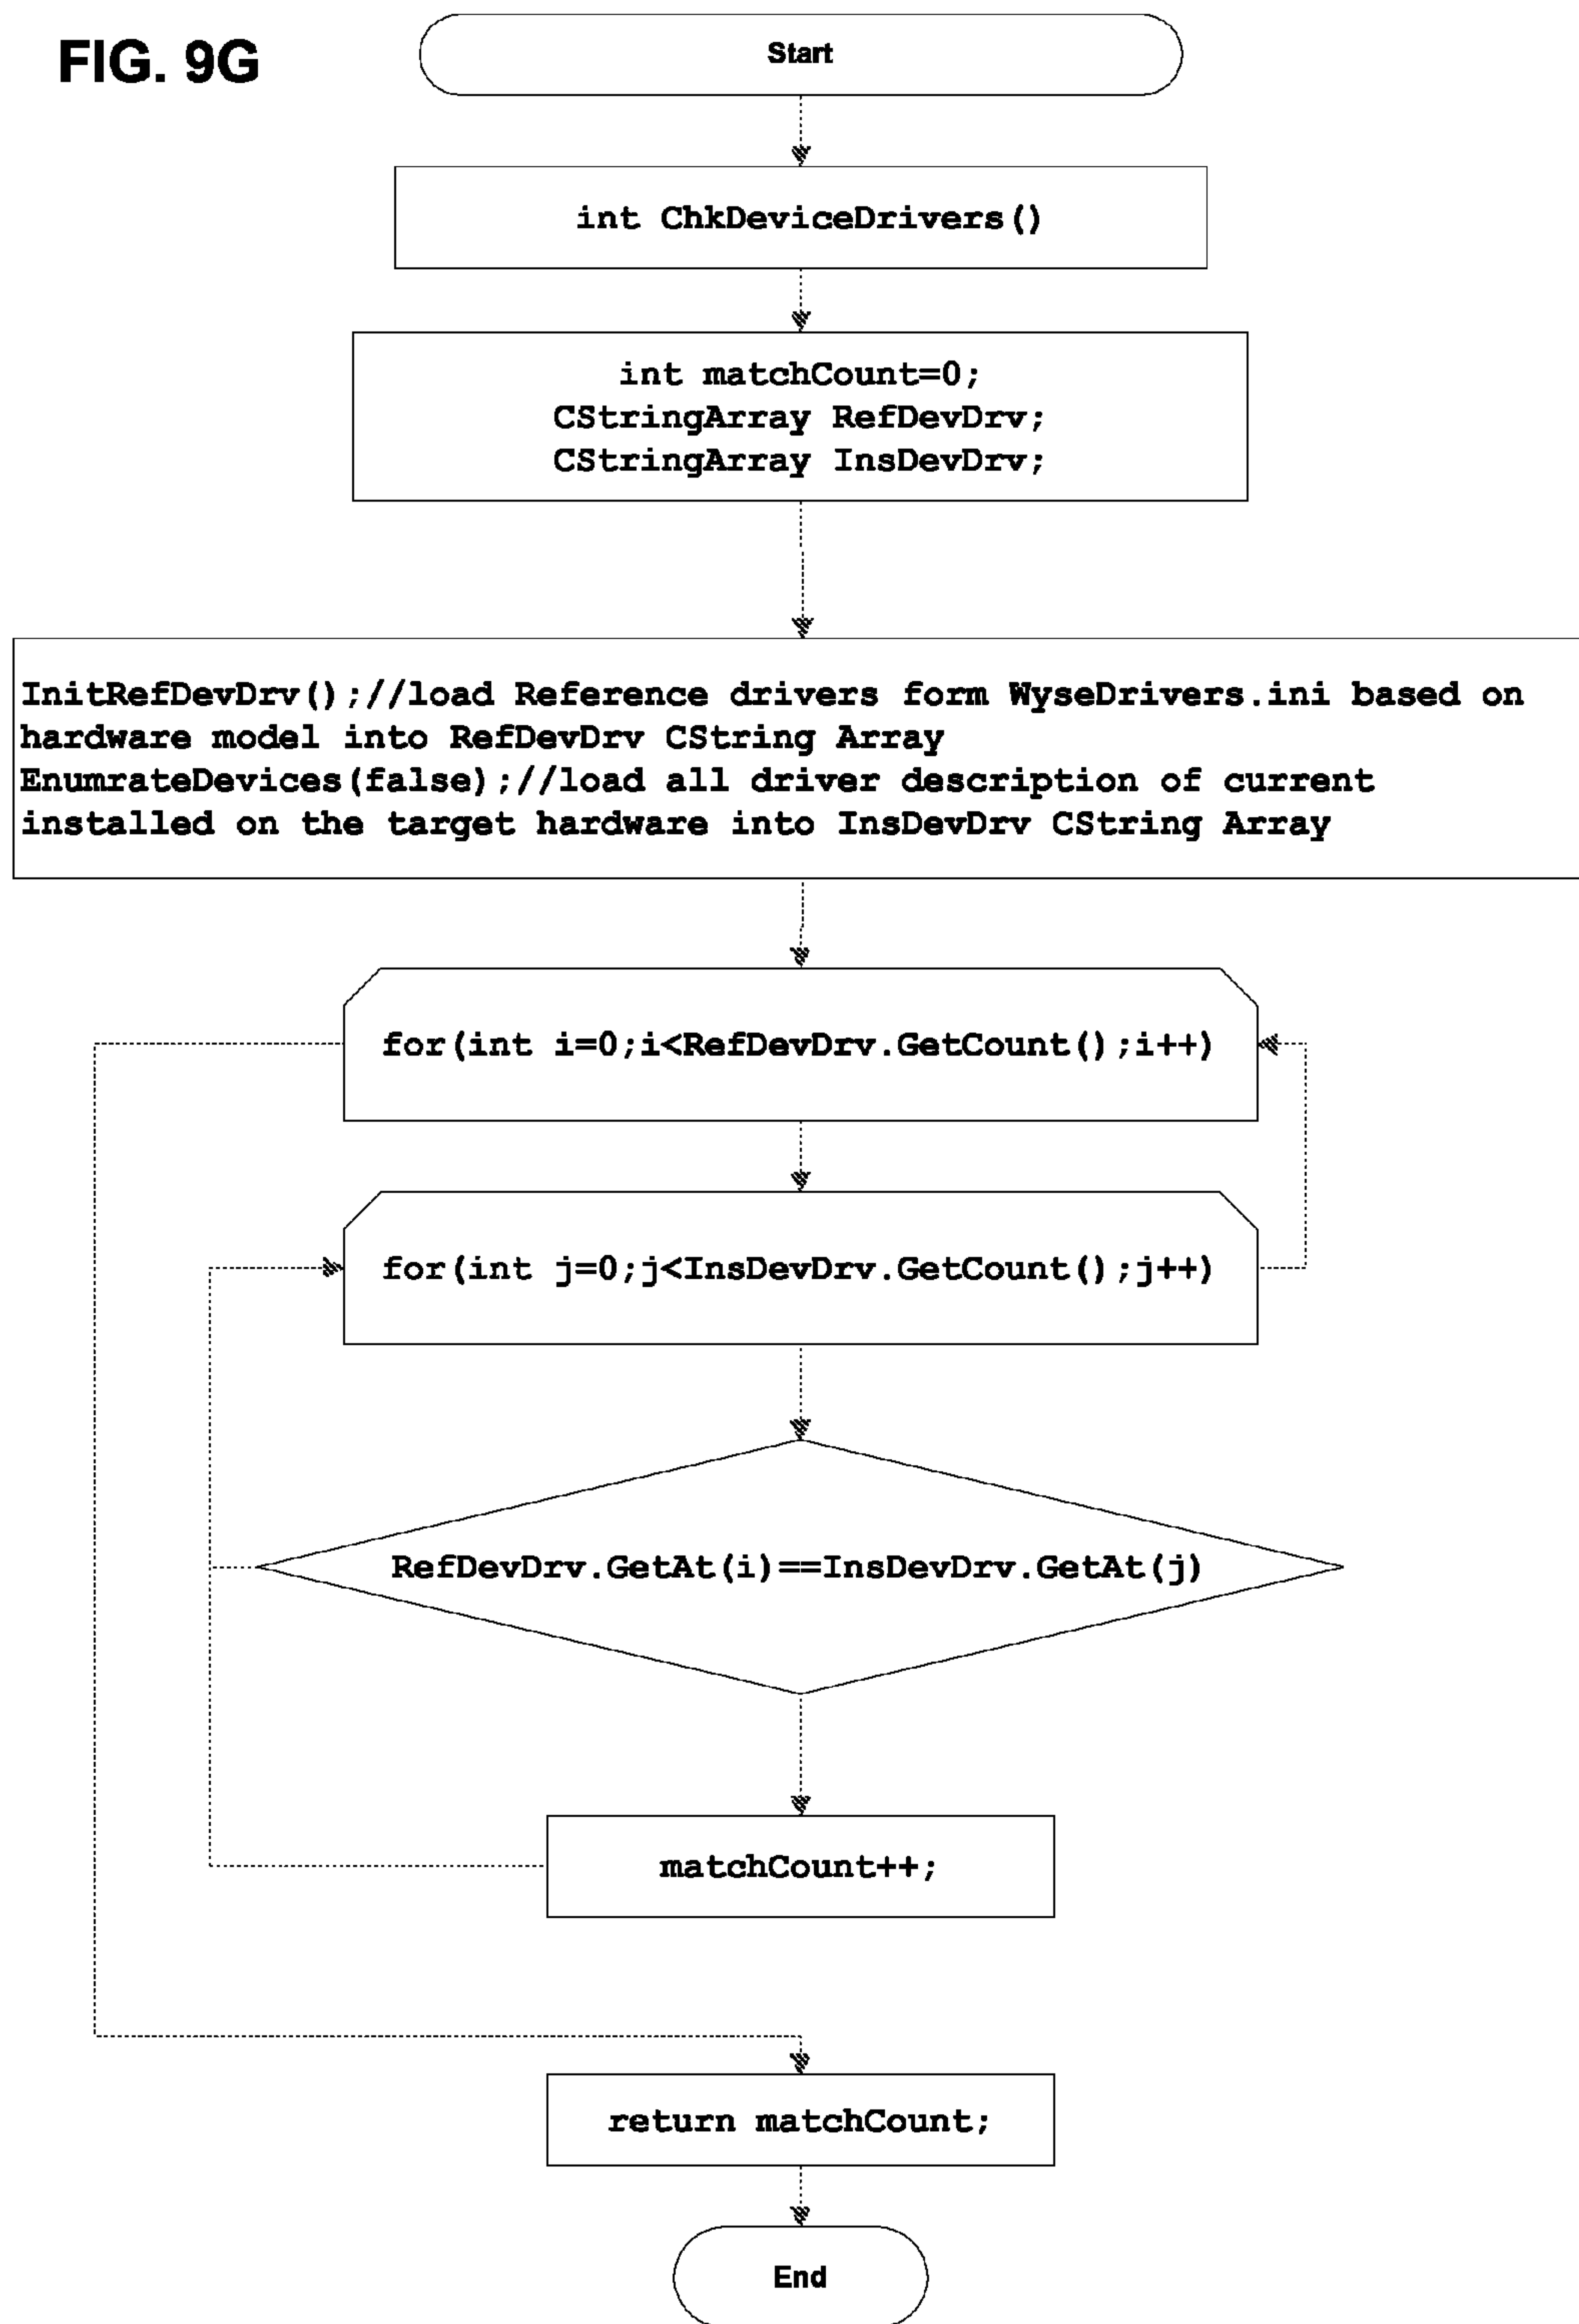 FIG. 9G
Start
int ChkDeviceDrivers()
int matchCount=0;
CStringArray RefDevDrv;
CStringArray InsDevDrv;
InitRefDevDrv();//load Reference drivers form WyseDrivers.ini based on
hardware model into RefDevDrv CString Array
EnumrateDevices(false);//load all driver description of current
installed on the target hardware into InsDevDrv CString Array
for(int i=0;i<RefDevDrv.GetCount();i++)
for(int j=0;j<InsDevDrv.GetCount();j++)
RefDevDrv.GetAt(i)==InsDevDrv.GetAt(j)
matchCount++;
return matchCount;
End